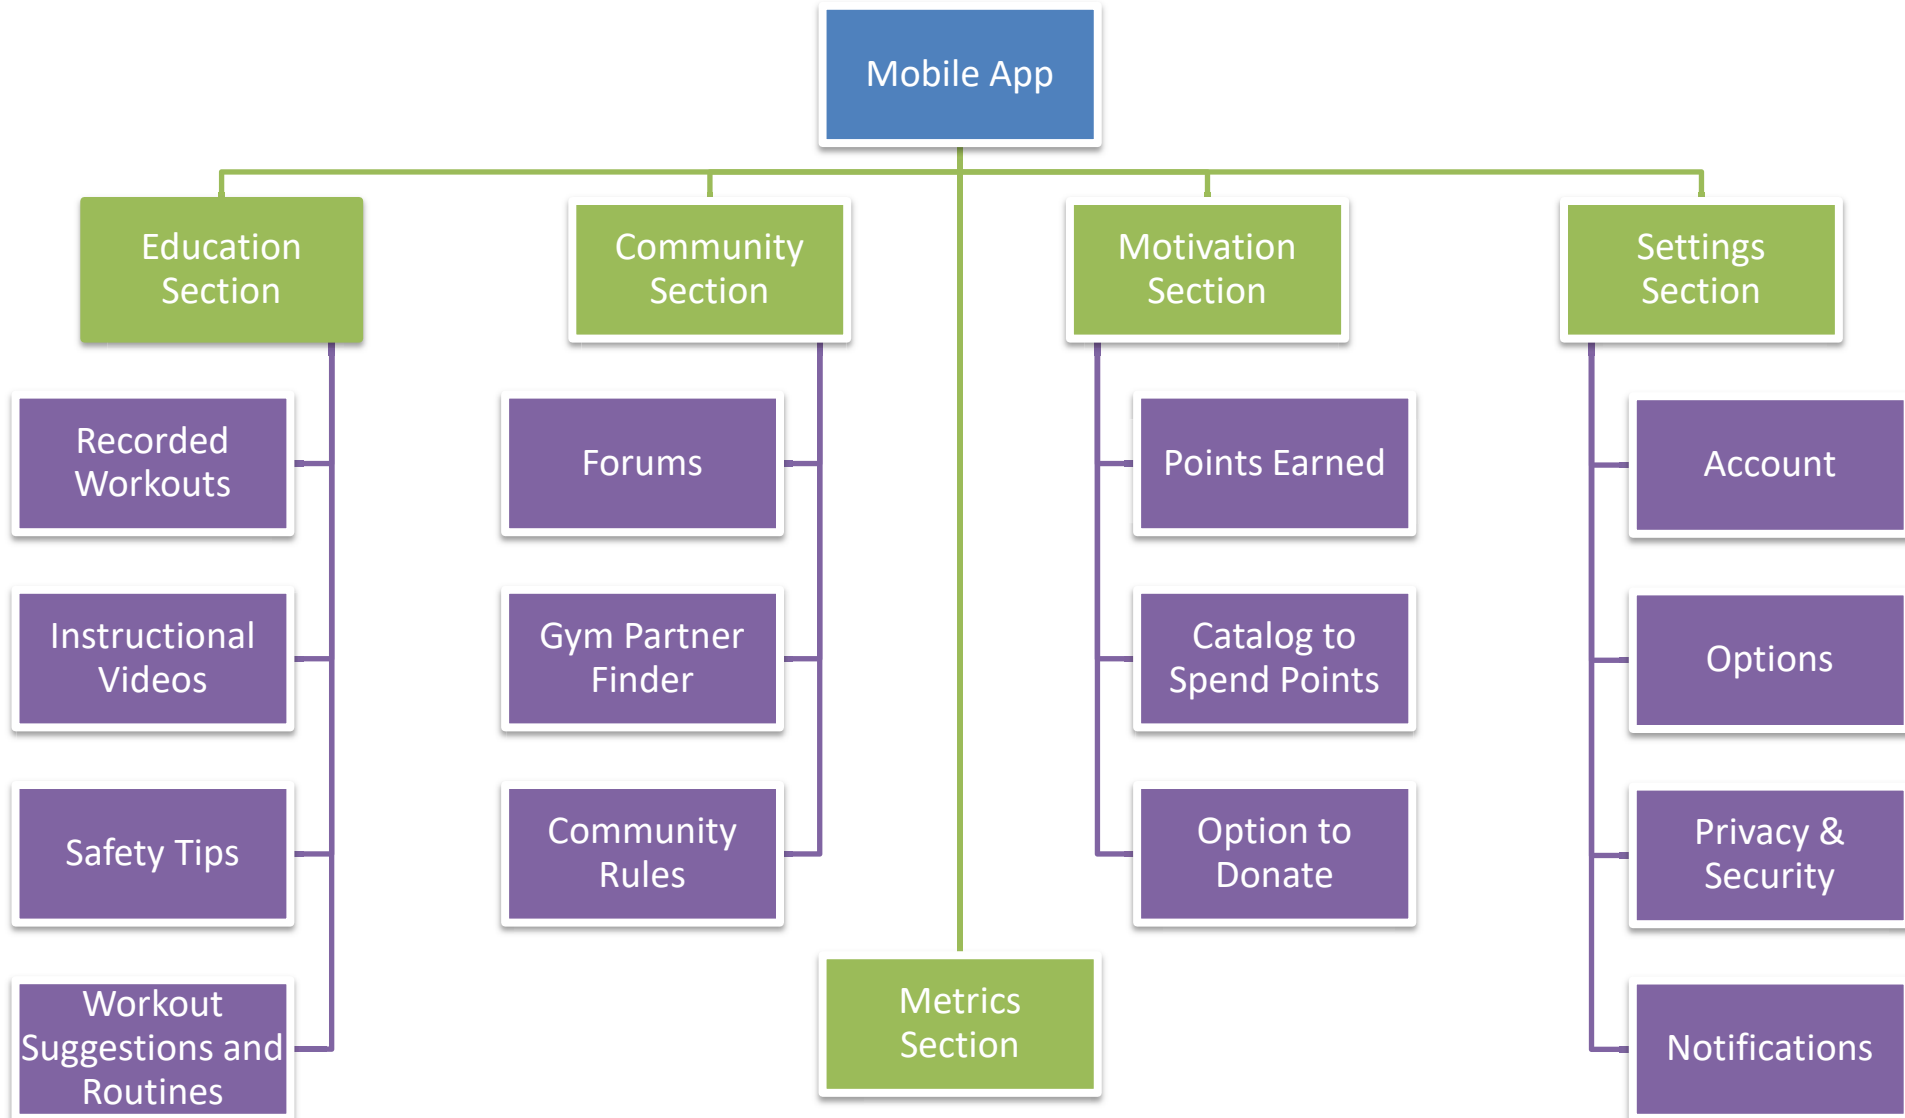 Mobile App
Education
Section
Community
Section
Motivation
Section
Settings
Section
Recorded
Workouts
Forums
Points Earned
Account
Instructional
Videos
Gym Partner
Finder
Catalog to
Spend Points
Options
Safety Tips
Community
Rules
Option to
Donate
Privacy &
Security
Workout
Suggestions and
Routines
Metrics
Section
Notifications